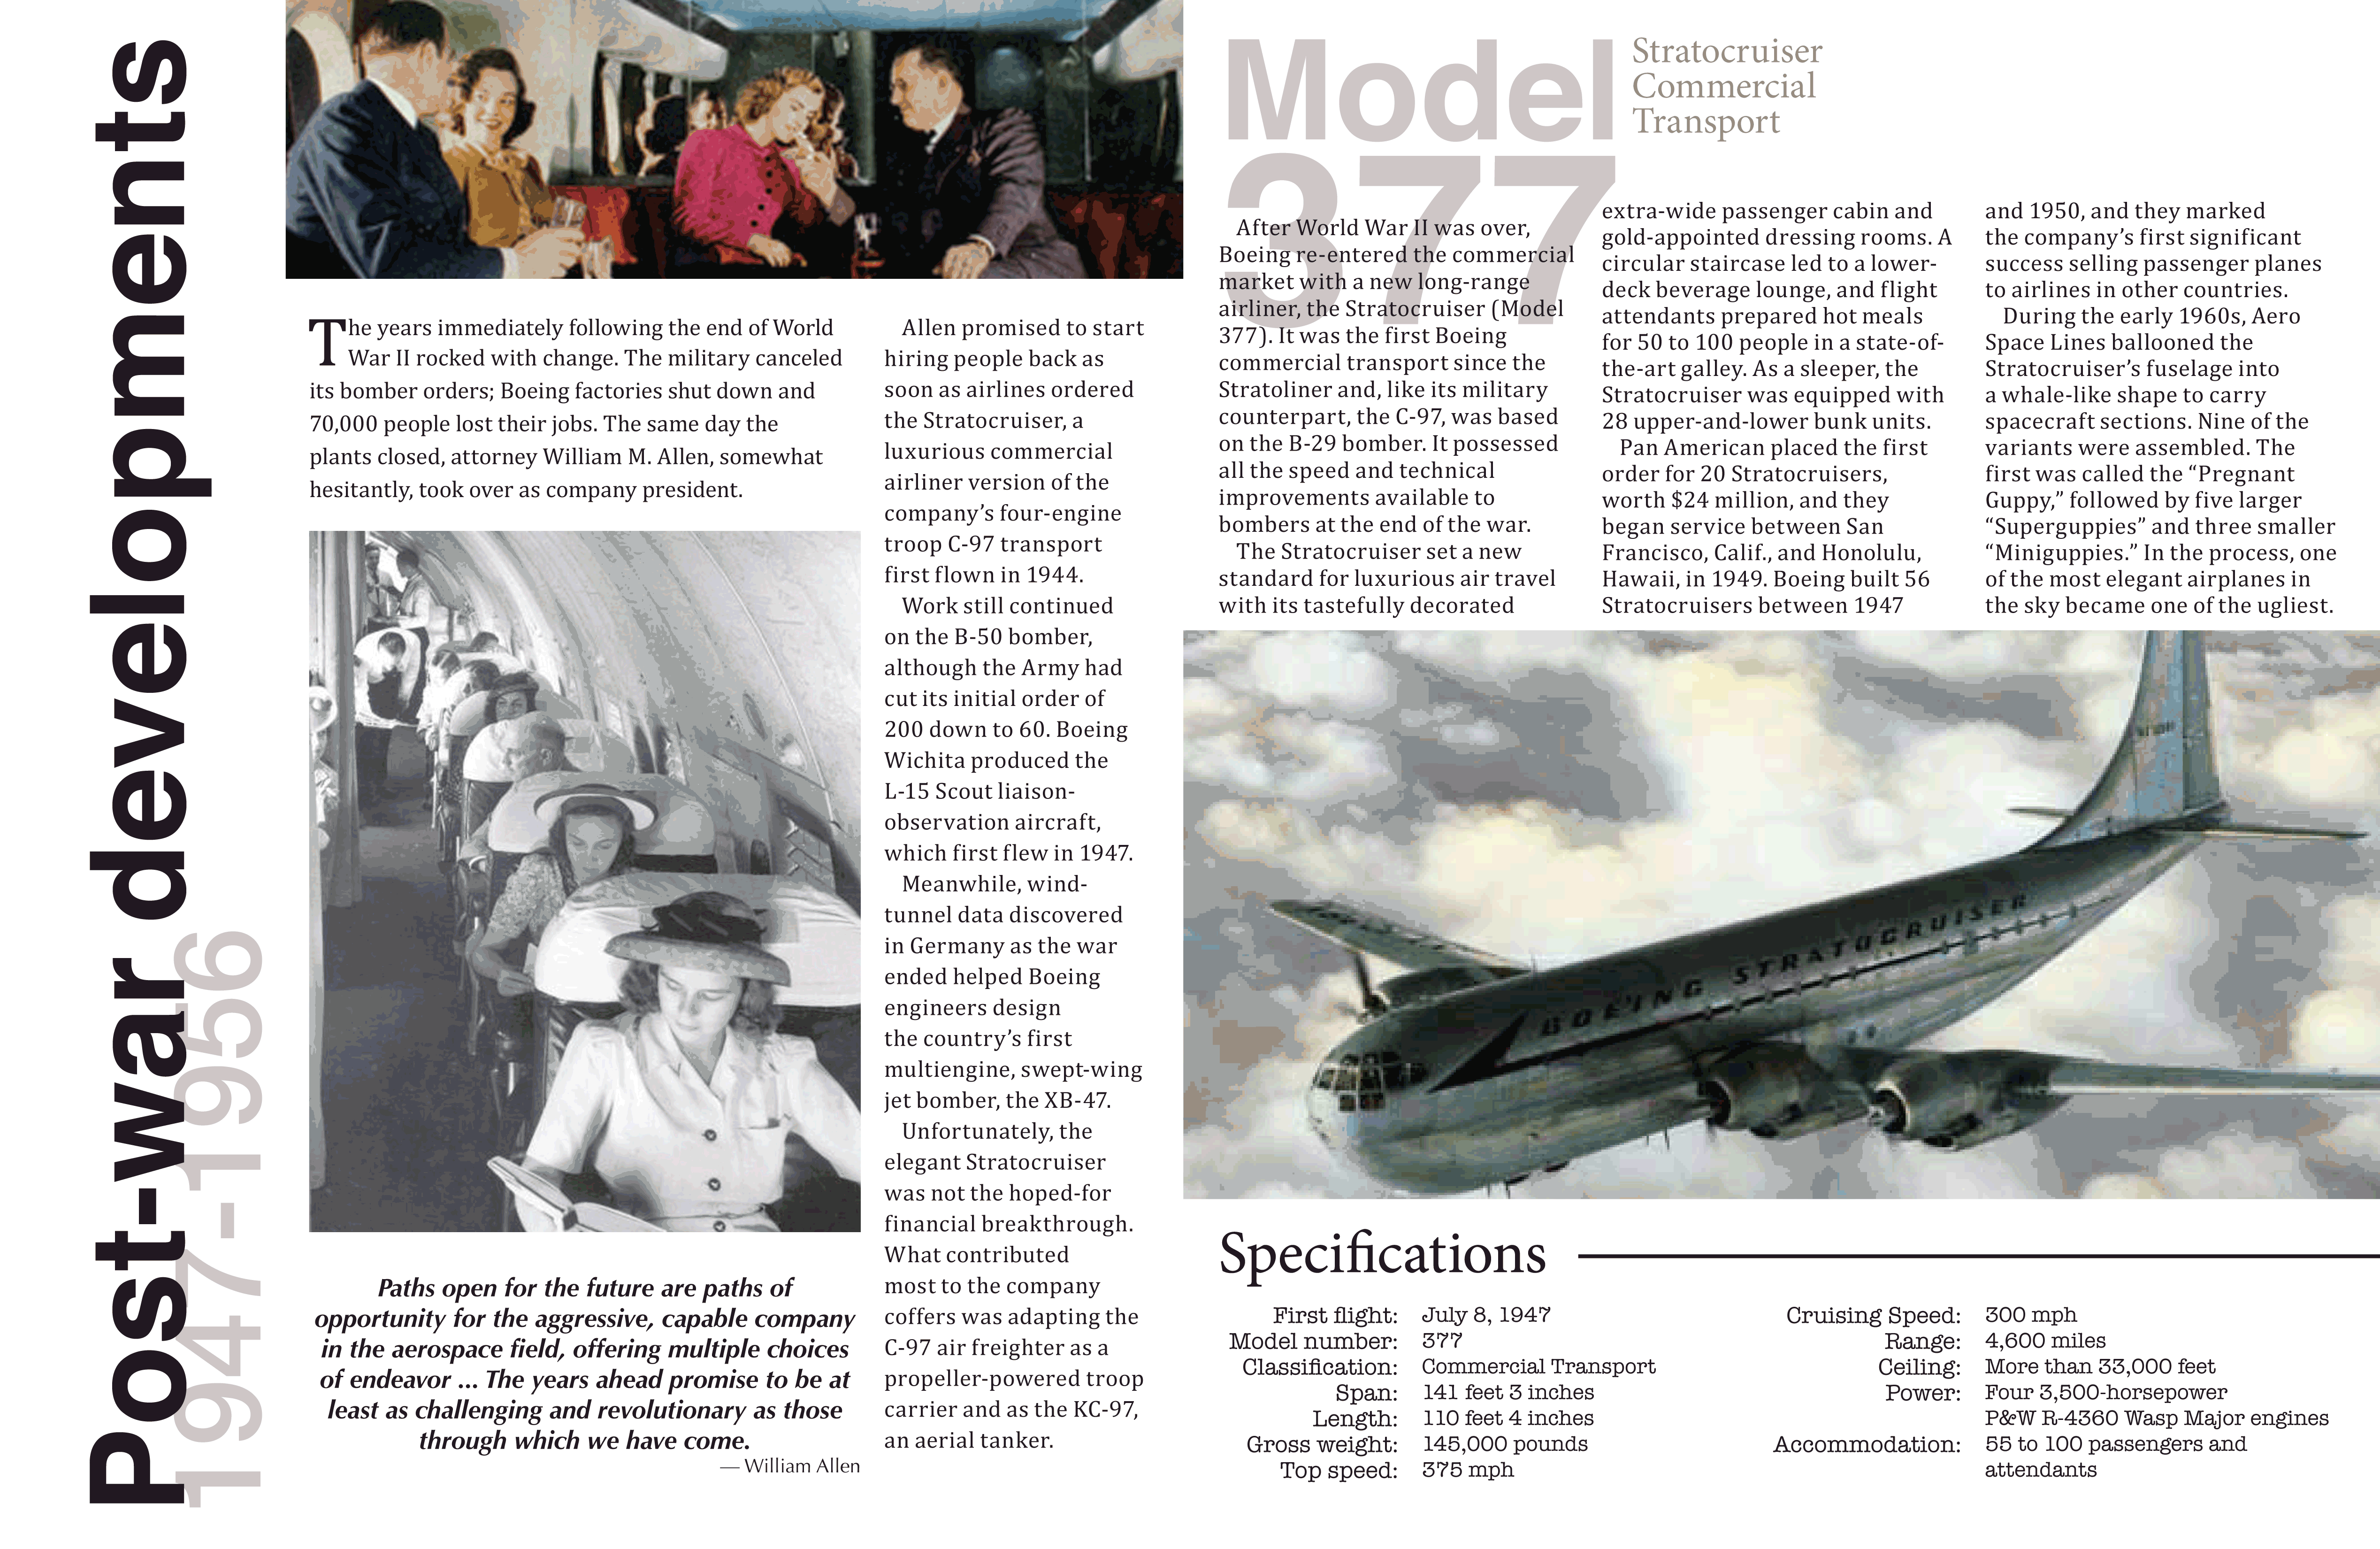 Post-war developments
1947-1956
The years immediately following the end of World
War II rocked with change. The military canceled
its bomber orders; Boeing factories shut down and
70,000 people lost their jobs. The same day the
plants closed, attorney William M. Allen, somewhat
hesitantly, took over as company president.
Paths open for the future are paths of
opportunity for the aggressive, capable company
in the aerospace field, offering multiple choices
of endeavor ... The years ahead promise to be at
least as challenging and revolutionary as those
through which we have come.
— William Allen
Allen promised to start
hiring people back as
soon as airlines ordered
the Stratocruiser, a
luxurious commercial
airliner version of the
company’s four-engine
troop C-97 transport
first flown in 1944.
Work still continued
on the B-50 bomber,
although the Army had
cut its initial order of
200 down to 60. Boeing
Wichita produced the
L-15 Scout liaison-
observation aircraft,
which first flew in 1947.
Meanwhile, wind-
tunnel data discovered
in Germany as the war
ended helped Boeing
engineers design
the country’s first
multiengine, swept-wing
jet bomber, the XB-47.
Unfortunately, the
elegant Stratocruiser
was not the hoped-for
financial breakthrough.
What contributed
most to the company
coffers was adapting the
C-97 air freighter as a
propeller-powered troop
carrier and as the KC-97,
an aerial tanker.
Model
377
Stratocruiser
Commercial
Transport
After World War II was over,
Boeing re-entered the commercial
market with a new long-range
airliner, the Stratocruiser (Model
377). It was the first Boeing
commercial transport since the
Stratoliner and, like its military
counterpart, the C-97, was based
on the B-29 bomber. It possessed
all the speed and technical
improvements available to
bombers at the end of the war.
The Stratocruiser set a new
standard for luxurious air travel
with its tastefully decorated
extra-wide passenger cabin and
gold-appointed dressing rooms. A
circular staircase led to a lower-
deck beverage lounge, and flight
attendants prepared hot meals
for 50 to 100 people in a state-of-
the-art galley. As a sleeper, the
Stratocruiser was equipped with
28 upper-and-lower bunk units.
Pan American placed the first
order for 20 Stratocruisers,
worth $24 million, and they
began service between San
Francisco, Calif., and Honolulu,
Hawaii, in 1949. Boeing built 56
Stratocruisers between 1947
and 1950, and they marked
the company’s first significant
success selling passenger planes
to airlines in other countries.
During the early 1960s, Aero
Space Lines ballooned the
Stratocruiser’s fuselage into
a whale-like shape to carry
spacecraft sections. Nine of the
variants were assembled. The
first was called the “Pregnant
Guppy,” followed by five larger
“Superguppies” and three smaller
“Miniguppies.” In the process, one
of the most elegant airplanes in
the sky became one of the ugliest.
BOEING STRATOCRUISER
Specifications
First flight: July 8, 1947
Model number: 377
Classification: Commercial Transport
Span: 141 feet 3 inches
Length: 110 feet 4 inches
Gross weight: 145,000 pounds
Top speed: 375 mph
Cruising Speed: 300 mph
Range: 4,600 miles
Ceiling: More than 33,000 feet
Power: Four 3,500-horsepower
P&W R-4360 Wasp Major engines
Accommodation: 55 to 100 passengers and
attendants